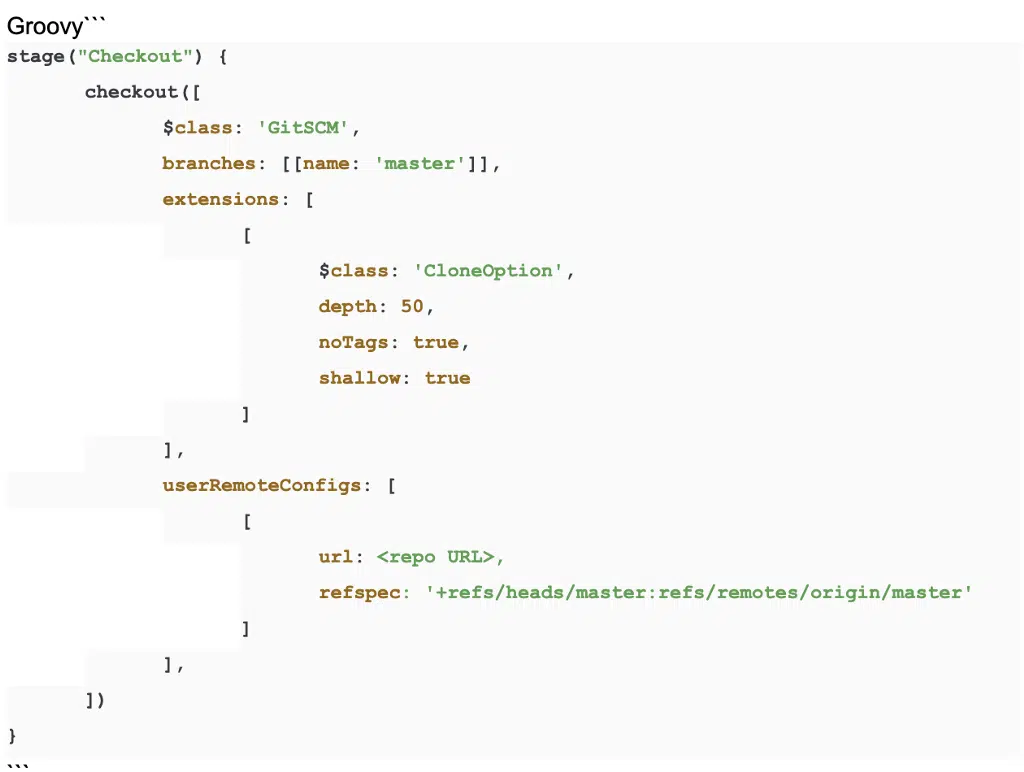 Groovy```
stage("Checkout") {
checkout([
$class: 'GitSCM',
branches: [[name: 'master']],
extensions: [
[
$class: 'CloneOption',
depth: 50,
noTags: true,
shallow: true
]
],
userRemoteConfigs: [
[
url: <repo URL>,
refspec: '+refs/heads/master:refs/remotes/origin/master'
]
],
])
}
```